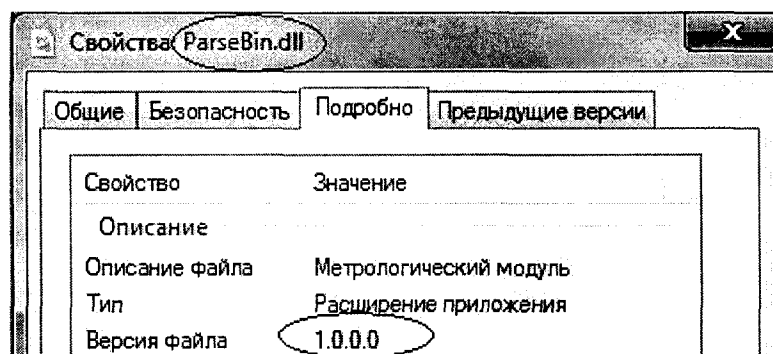 Свойства: ParseBin.dll
Общие Безопасность Подробно Предыдущие версии
Свойство Значение
Описание
Описание файла Метрологический модуль
Тип Расширение приложения
Версия файла 1.0.0.0